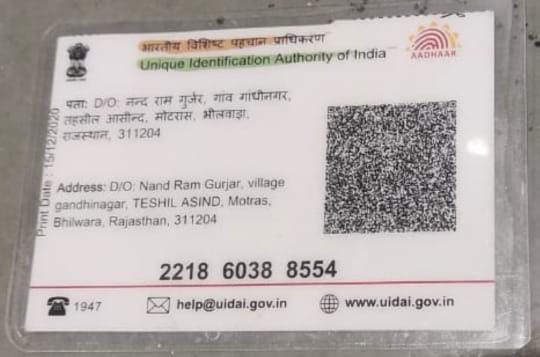 भारतीय विशिष्ट पहचान प्राधिकरण
Unique Identification Authority of India
AADHAAR
पता: D/O: नन्द राम गुर्जर, गांव गांधीनगर,
तहसील आसीन्द, मोटरास, भीलवाड़ा,
राजस्थान, 311204
Print Date : 15/12/2020
Address: D/O: Nand Ram Gurjar, village
gandhinagar, TESHIL ASIND, Motras,
Bhilwara, Rajasthan, 311204
2218 6038 8554
1947
help@uidai.gov.in
www.uidai.gov.in